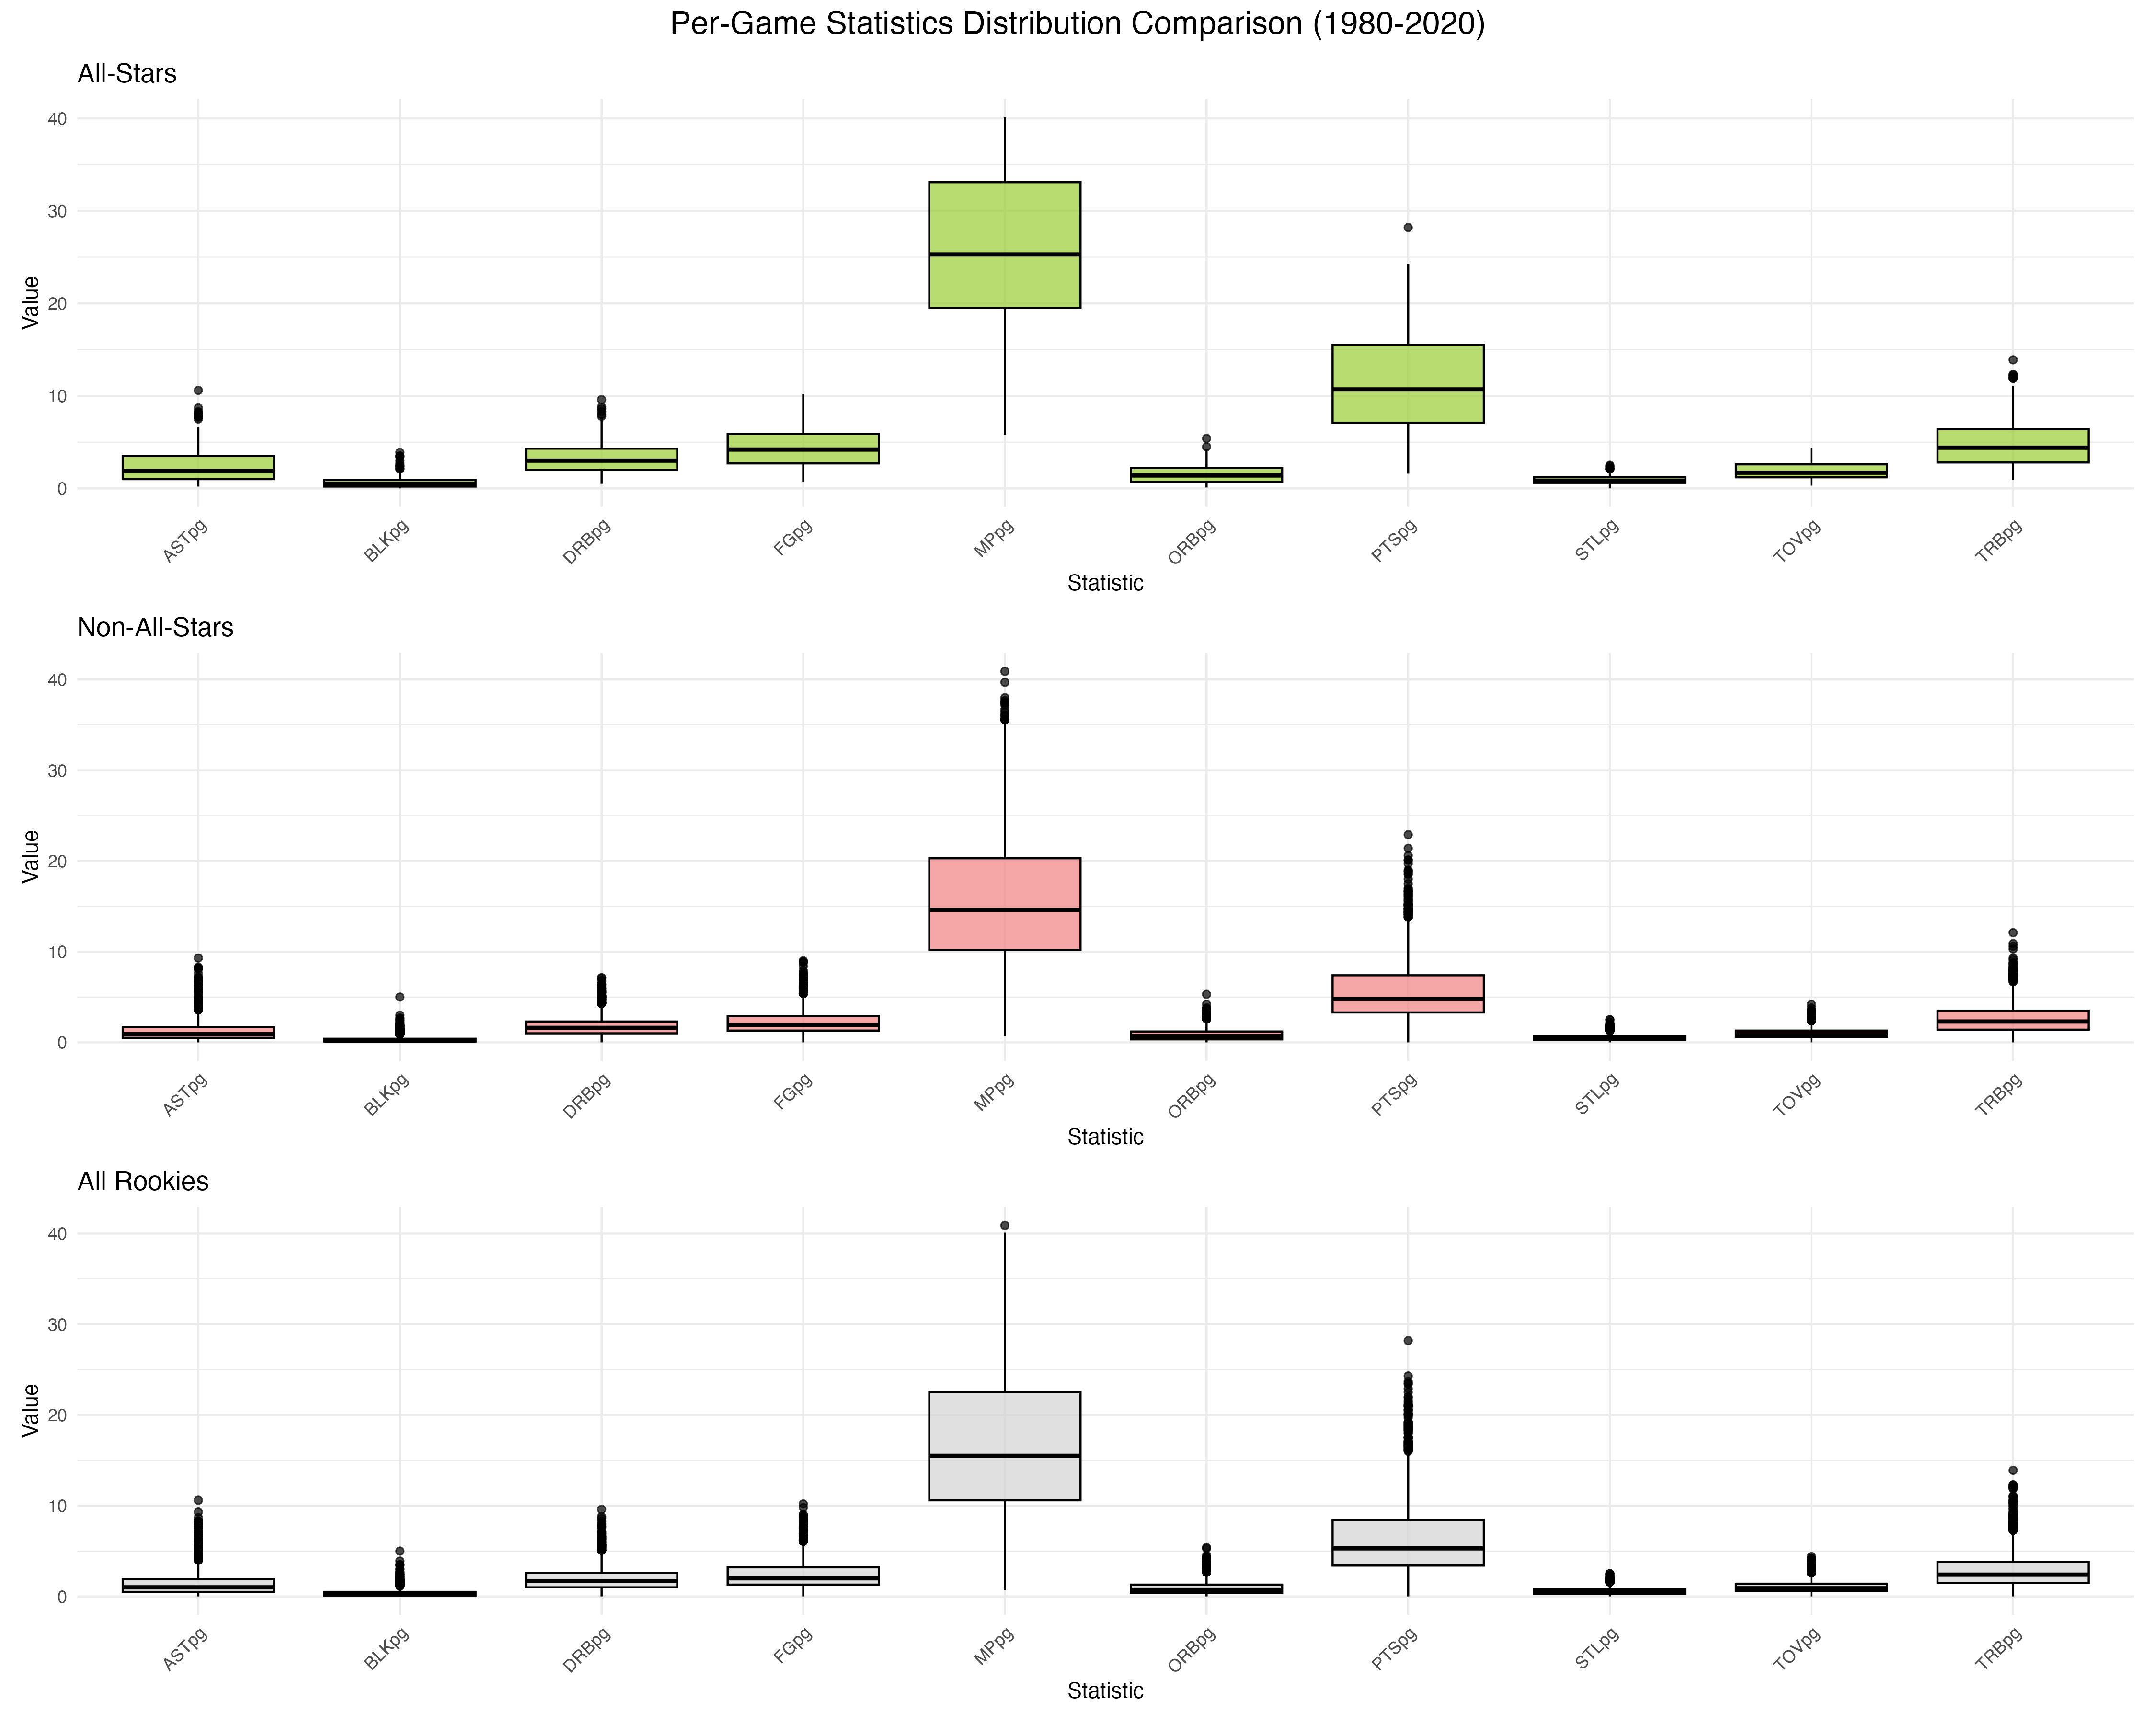 Per-Game Statistics Distribution Comparison (1980-2020)
All-Stars
Value
40
30
20
10
0
ASTpg BLKpg DRBpg FGpg MPpg ORBpg PTSpg STLpg TOVpg TRBpg
Statistic
Non-All-Stars
Value
40
30
20
10
0
ASTpg BLKpg DRBpg FGpg MPpg ORBpg PTSpg STLpg TOVpg TRBpg
Statistic
All Rookies
Value
40
30
20
10
0
ASTpg BLKpg DRBpg FGpg MPpg ORBpg PTSpg STLpg TOVpg TRBpg
Statistic